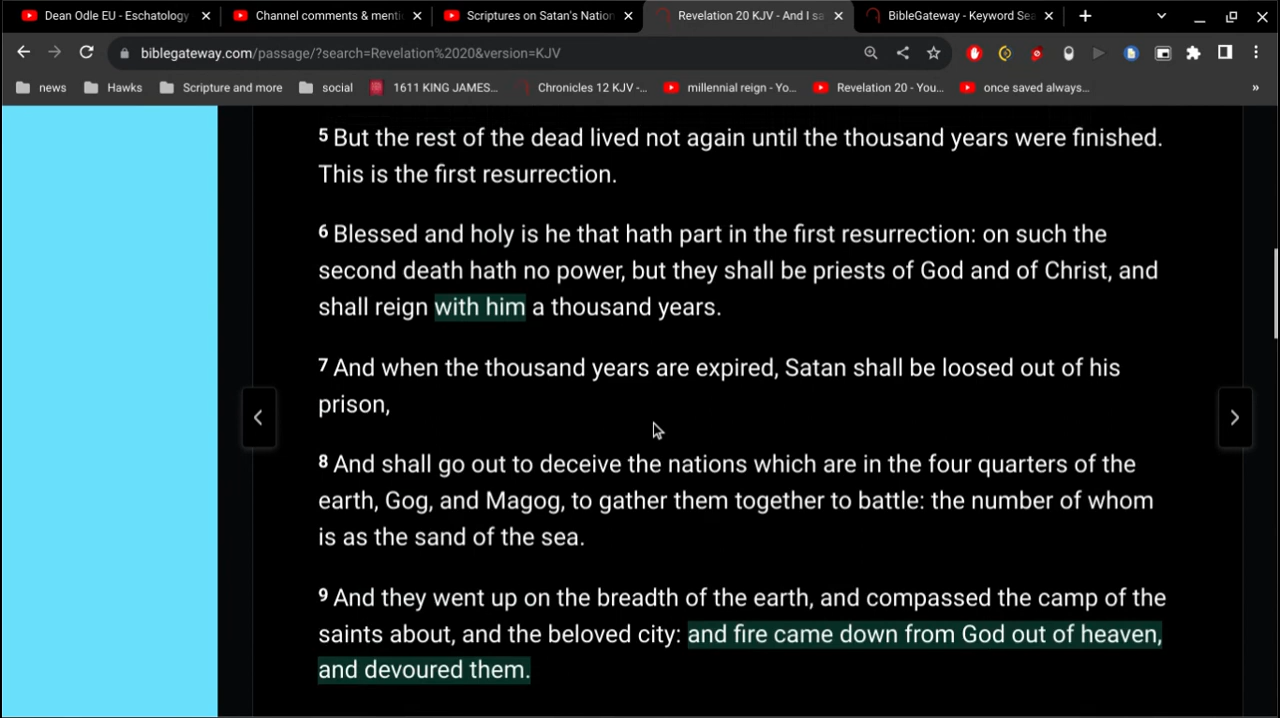 Dean Odle EU - Eschatology
Channel comments & menti
Scriptures on Satan's Nation
Revelation 20 KJV - And I sa
BibleGateway - Keyword Sea
biblegateway.com/passage/?search=Revelation%2020&version=KJV
news Hawks Scripture and more social 1611 KING JAMES... Chronicles 12 KJV -... millennial reign - Yo... Revelation 20 - You... once saved always... »
5 But the rest of the dead lived not again until the thousand years were finished.
This is the first resurrection.
6 Blessed and holy is he that hath part in the first resurrection: on such the
second death hath no power, but they shall be priests of God and of Christ, and
shall reign with him a thousand years.
7 And when the thousand years are expired, Satan shall be loosed out of his
prison,
8 And shall go out to deceive the nations which are in the four quarters of the
earth, Gog, and Magog, to gather them together to battle: the number of whom
is as the sand of the sea.
9 And they went up on the breadth of the earth, and compassed the camp of the
saints about, and the beloved city: and fire came down from God out of heaven,
and devoured them.